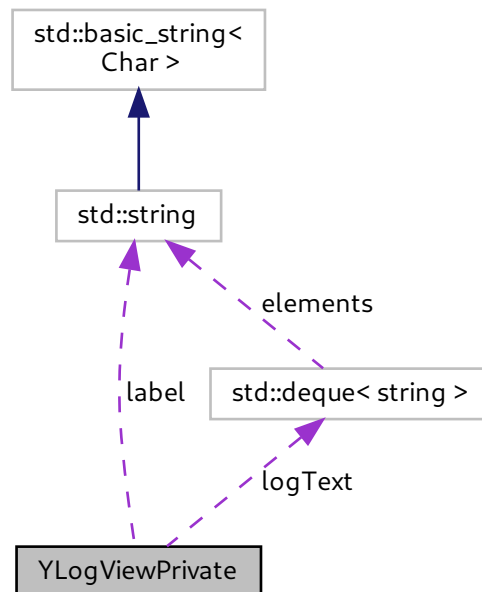 std::basic_string<
Char >
std::string
elements
std::deque< string >
label
logText
YLogViewPrivate